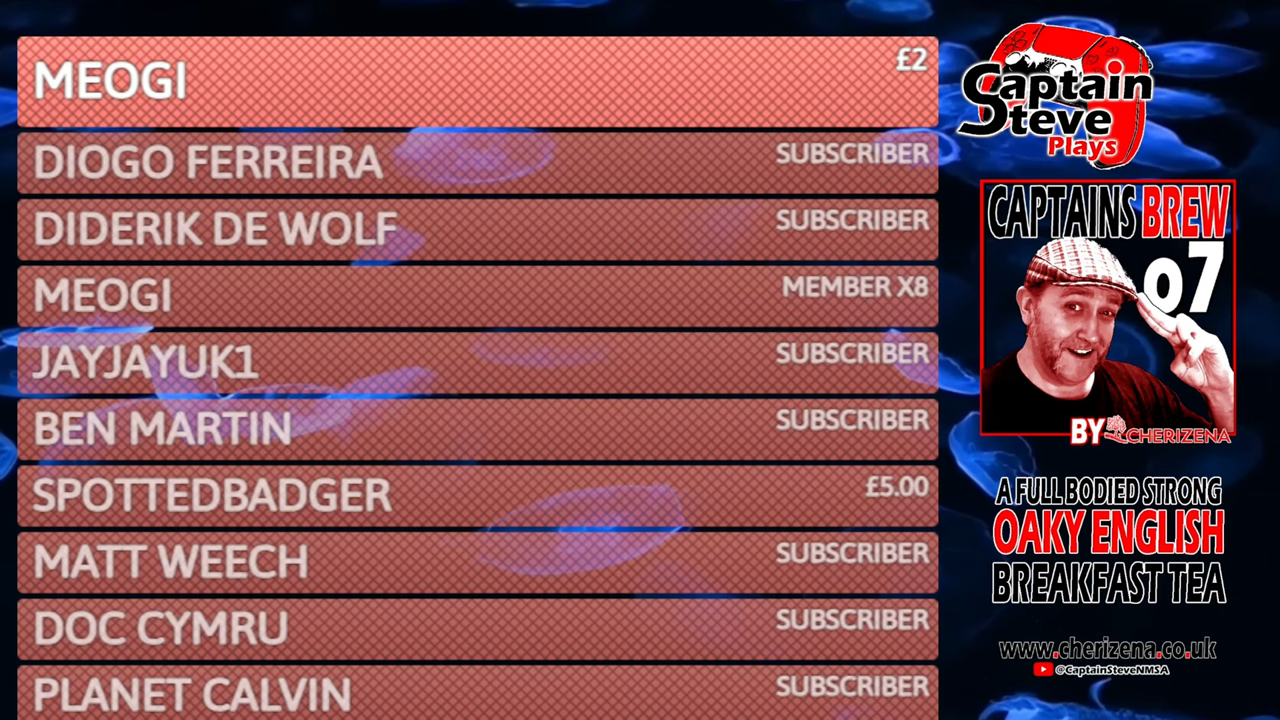 MEOGI £2
DIOGO FERREIRA SUBSCRIBER
DIDERIK DE WOLF SUBSCRIBER
MEOGI MEMBER X8
JAYJAYUK1 SUBSCRIBER
BEN MARTIN SUBSCRIBER
SPOTTEDBADGER £5.00
MATT WEECH SUBSCRIBER
DOC CYMRU SUBSCRIBER
PLANET CALVIN SUBSCRIBER
Captain
Steve
Plays
CAPTAINS BREW
o7
BY CHERIZENA
A FULL BODIED STRONG
OAKY ENGLISH
BREAKFAST TEA
www.cherizena.co.uk
@CaptainSteveNMSA